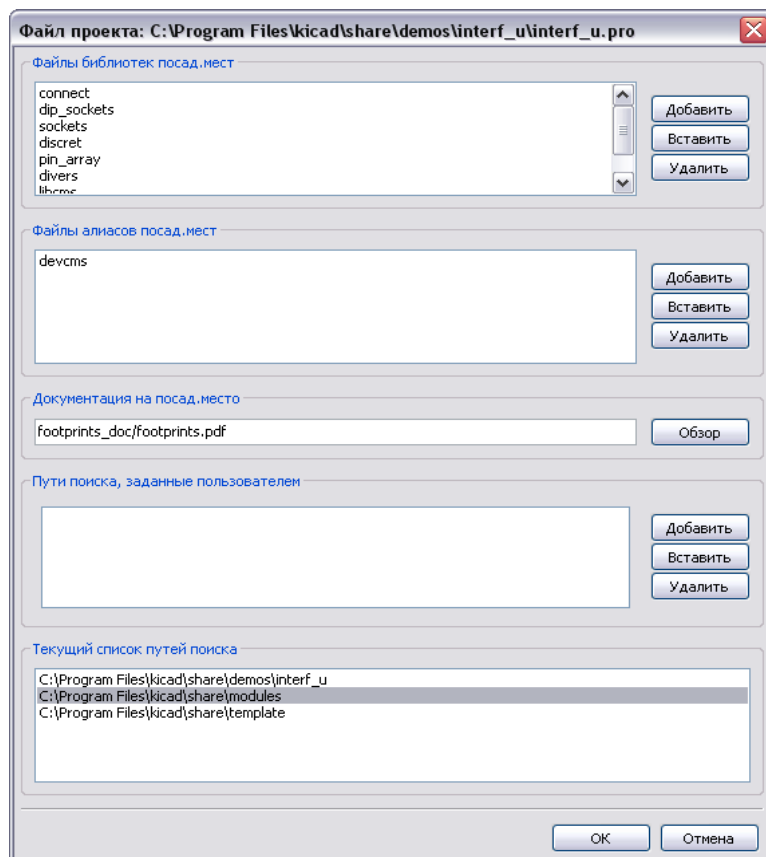 Файл проекта: C:\Program Files\kicad\share\demos\interf_u\interf_u.pro
Файлы библиотек посад.мест
connect
dip_sockets
sockets
discret
pin_array
divers
libcms
Добавить
Вставить
Удалить
Файлы алиасов посад.мест
devcms
Добавить
Вставить
Удалить
Документация на посад.место
footprints_doc/footprints.pdf
Обзор
Пути поиска, заданные пользователем
Добавить
Вставить
Удалить
Текущий список путей поиска
C:\Program Files\kicad\share\demos\interf_u
C:\Program Files\kicad\share\modules
C:\Program Files\kicad\share\template
OK
Отмена